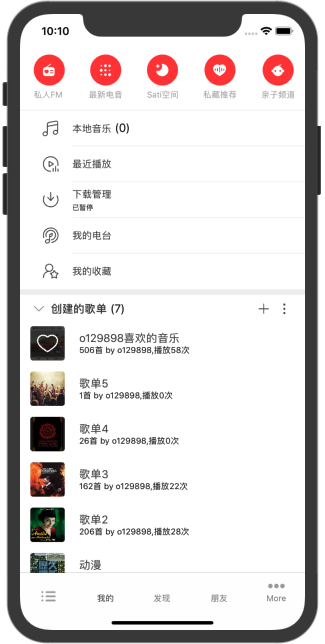 10:10
私人FM 最新电音 Sati空间 私藏推荐 亲子频道
本地音乐 (0)
最近播放
下载管理
已暂停
我的电台
我的收藏
创建的歌单 (7)
o129898喜欢的音乐
506首 by o129898,播放58次
歌单5
1首 by o129898,播放0次
歌单4
26首 by o129898,播放0次
歌单3
162首 by o129898,播放22次
歌单2
206首 by o129898,播放28次
动漫
我的 发现 朋友 More